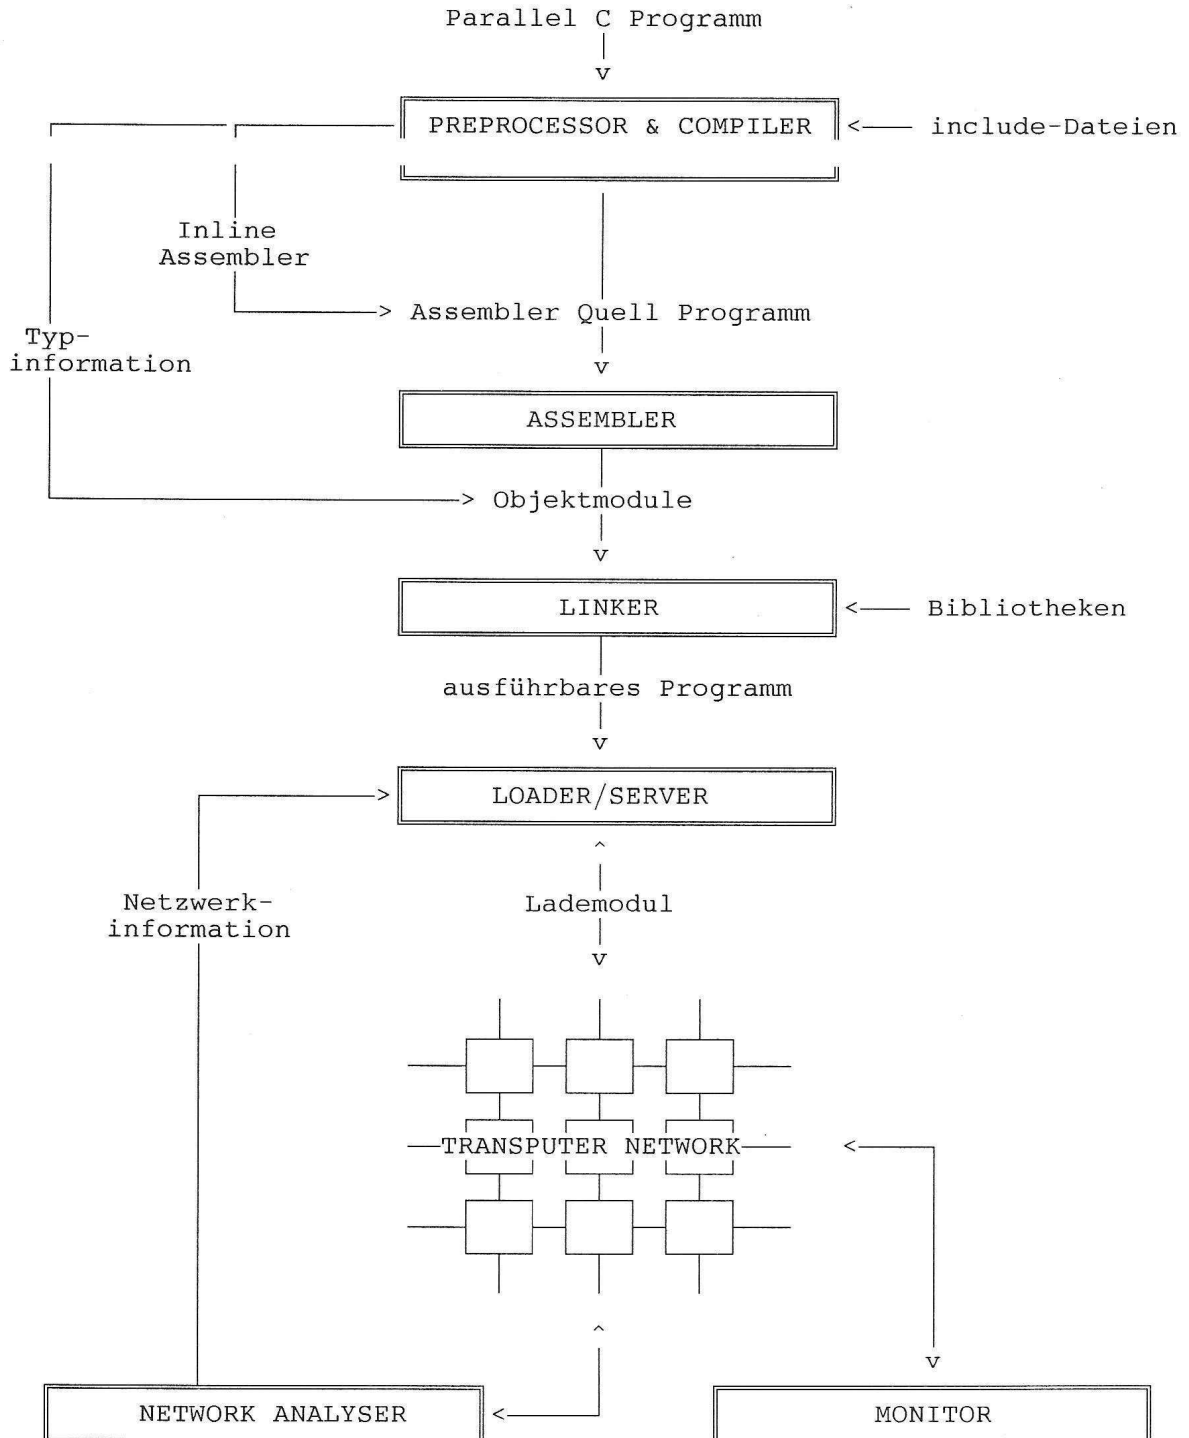 Parallel C Programm
PREPROCESSOR & COMPILER
include-Dateien
Inline
Assembler
Assembler Quell Programm
Typ-
information
ASSEMBLER
Objektmodule
LINKER
Bibliotheken
ausführbares Programm
LOADER/SERVER
Netzwerk-
information
Lademodul
TRANSPUTER NETWORK
NETWORK ANALYSER
MONITOR